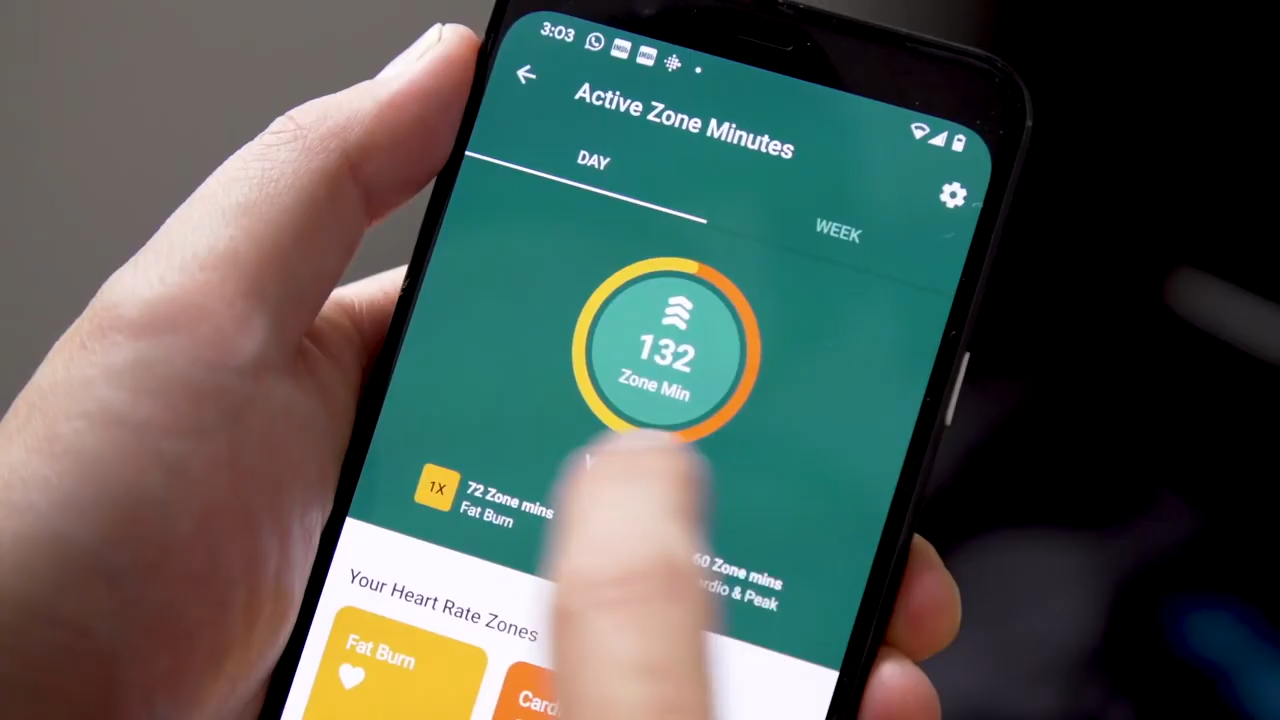 3:03
Active Zone Minutes
DAY
WEEK
132
Zone Min
1X
72 Zone mins
Fat Burn
60 Zone mins
& Peak
Your Heart Rate Zones
Fat Burn